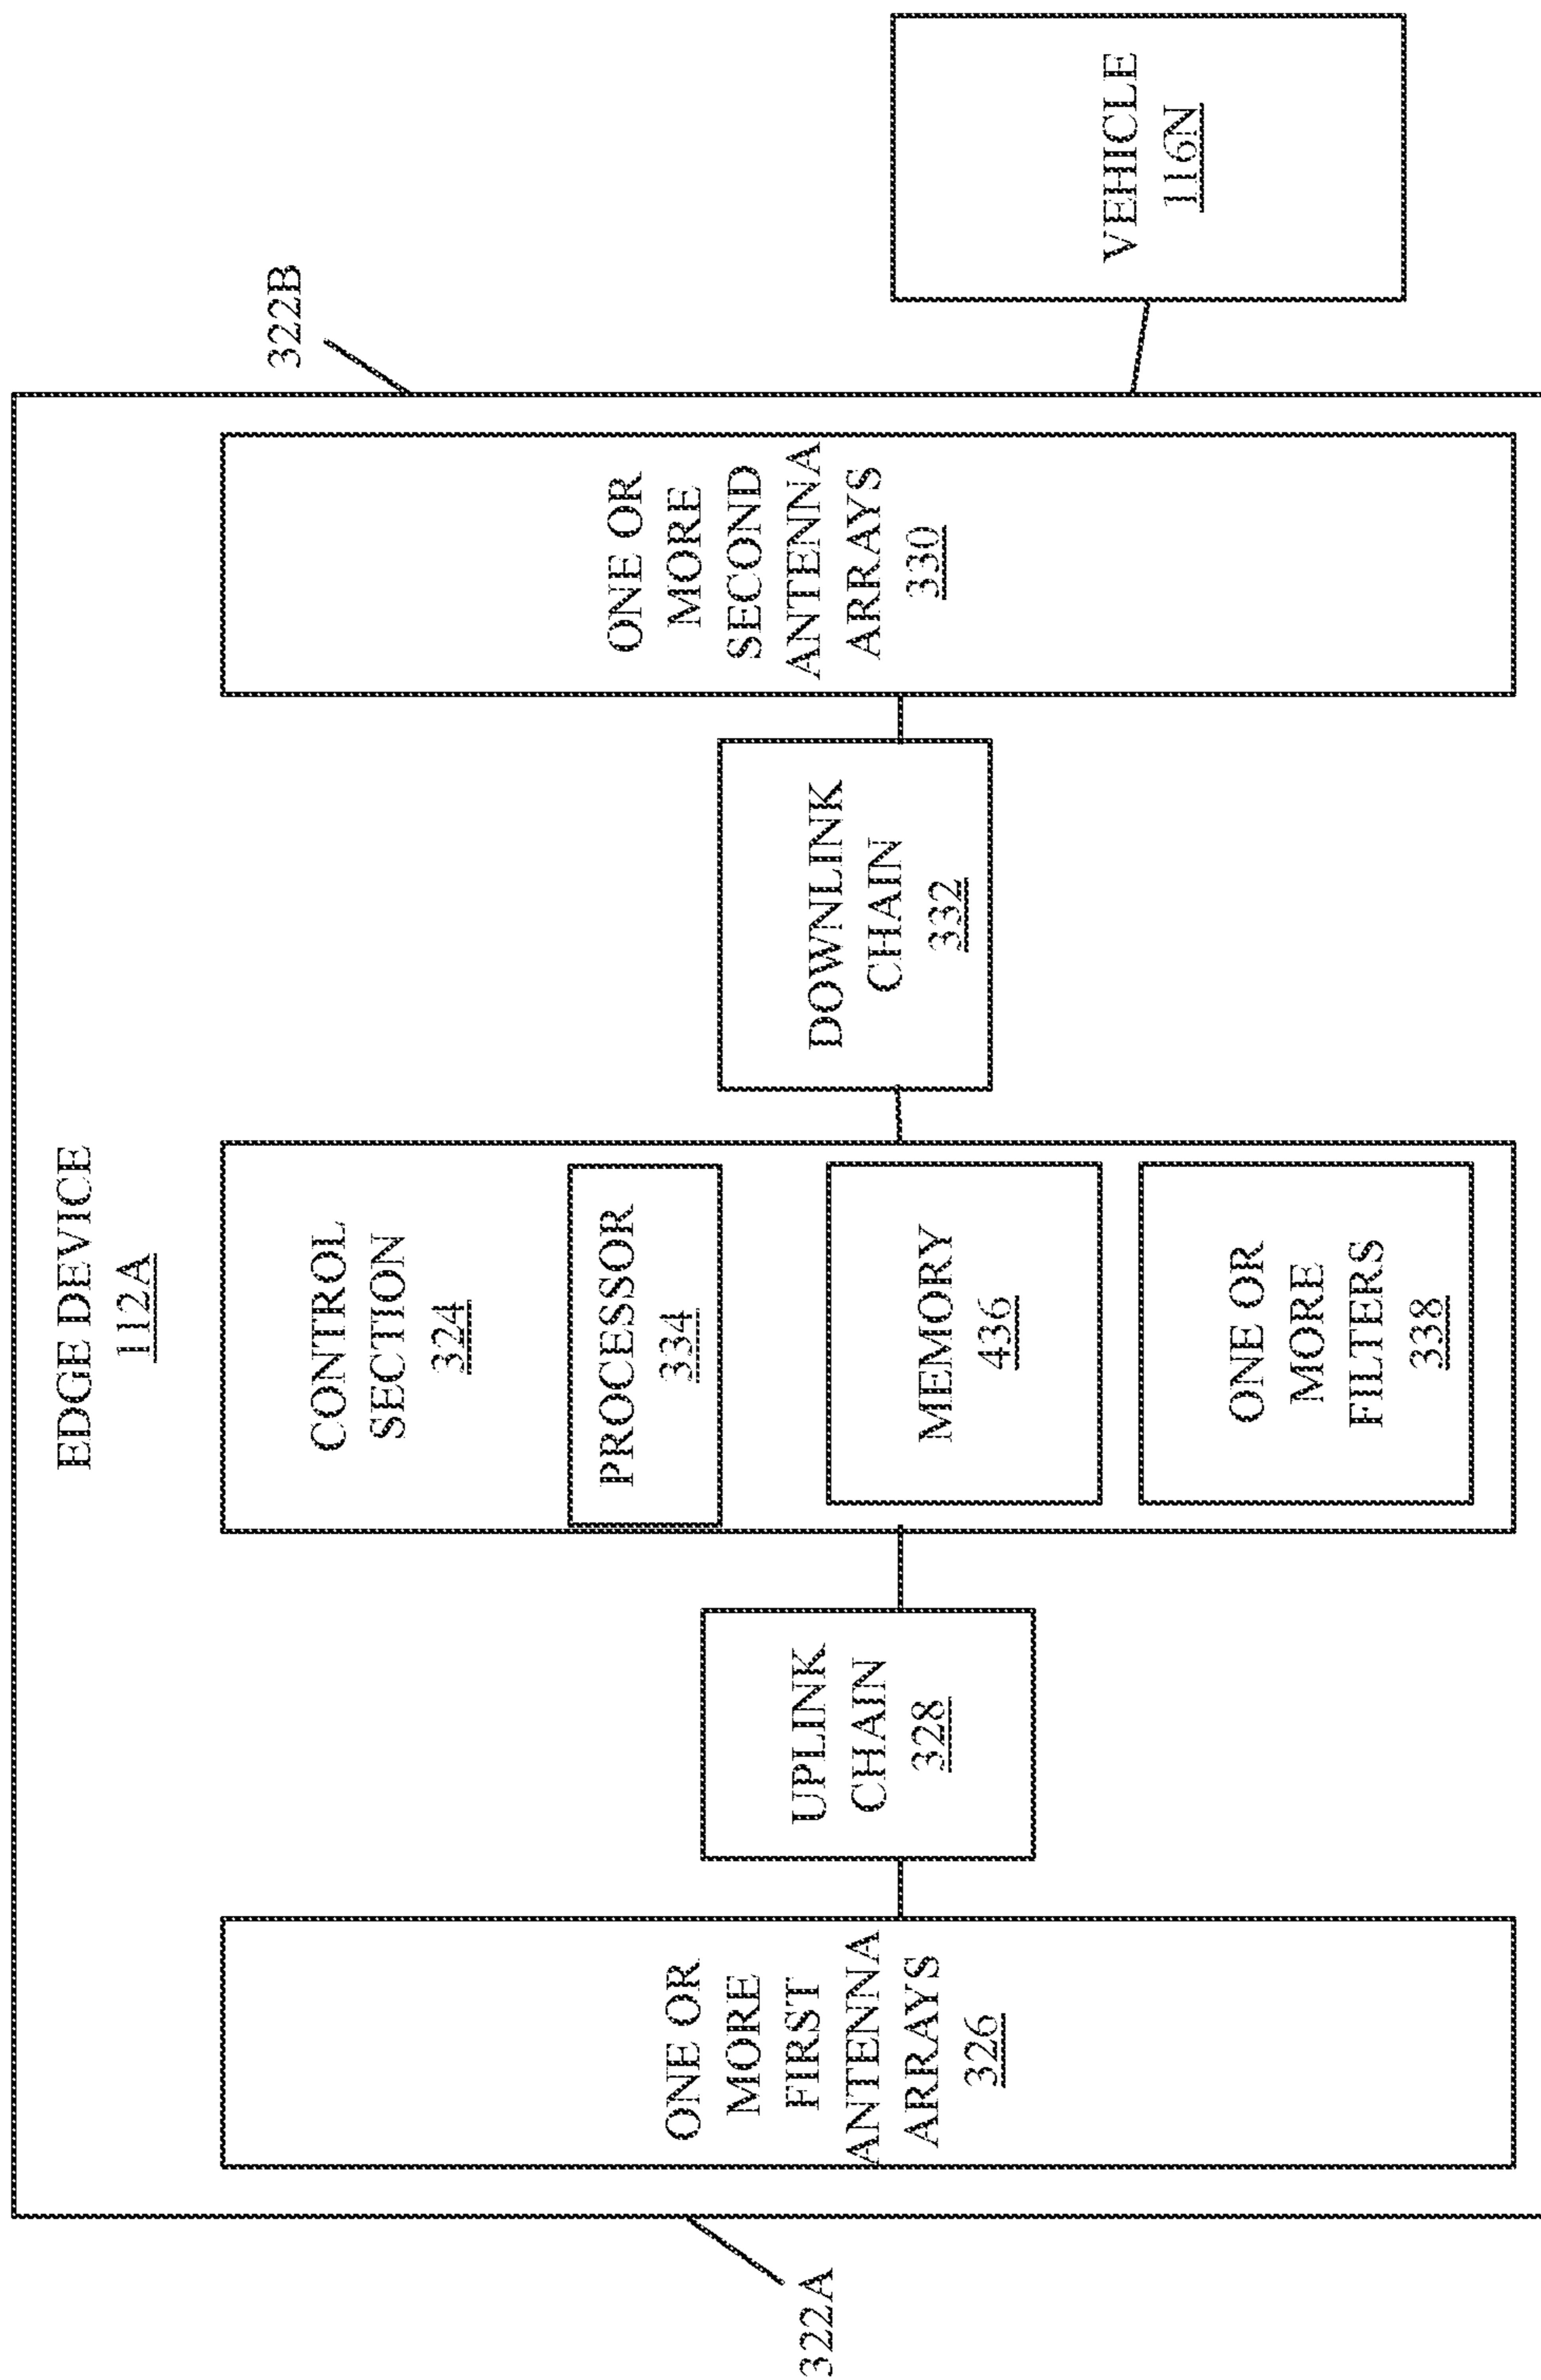 EDGE DEVICE
112A
322A
322B
ONE OR
MORE
FIRST
ANTENNA
ARRAYS
326
UPLINK
CHAIN
328
CONTROL
SECTION
324
PROCESSOR
334
MEMORY
436
ONE OR
MORE
FILTERS
338
DOWNLINK
CHAIN
332
ONE OR
MORE
SECOND
ANTENNA
ARRAYS
330
VEHICLE
116N